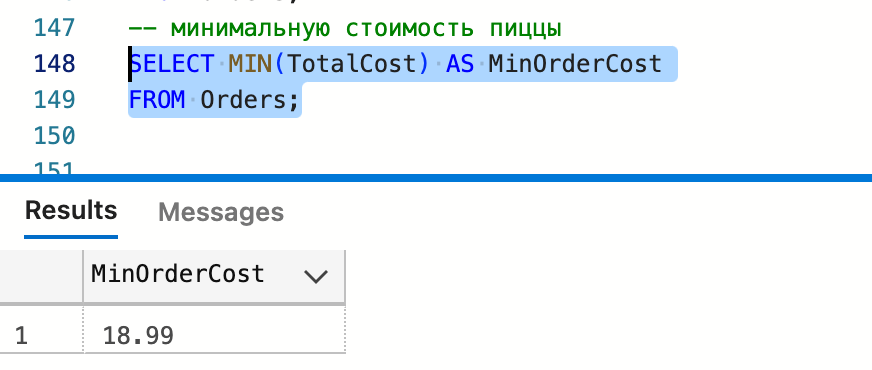 147 -- минимальную стоимость пиццы
148 SELECT MIN(TotalCost) AS MinOrderCost
149 FROM Orders;
150
151
Results Messages
MinOrderCost
1 18.99